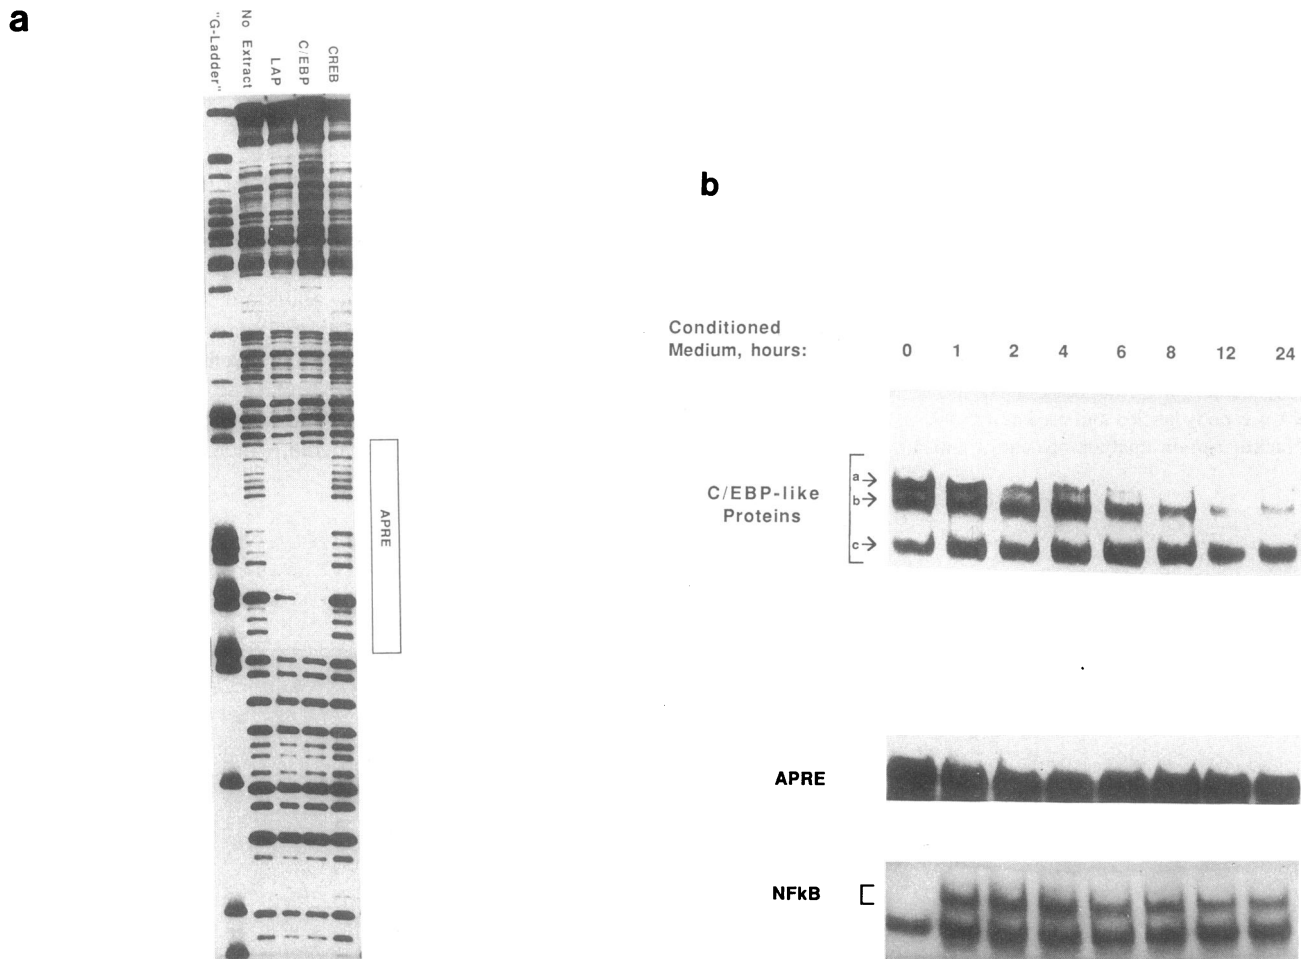 a
"G-Ladder"
No Extract
LAP
C/EBP
CREB
APRE
b
Conditioned
Medium, hours: 0 1 2 4 6 8 12 24
C/EBP-like
Proteins
a
b
c
APRE
NFkB